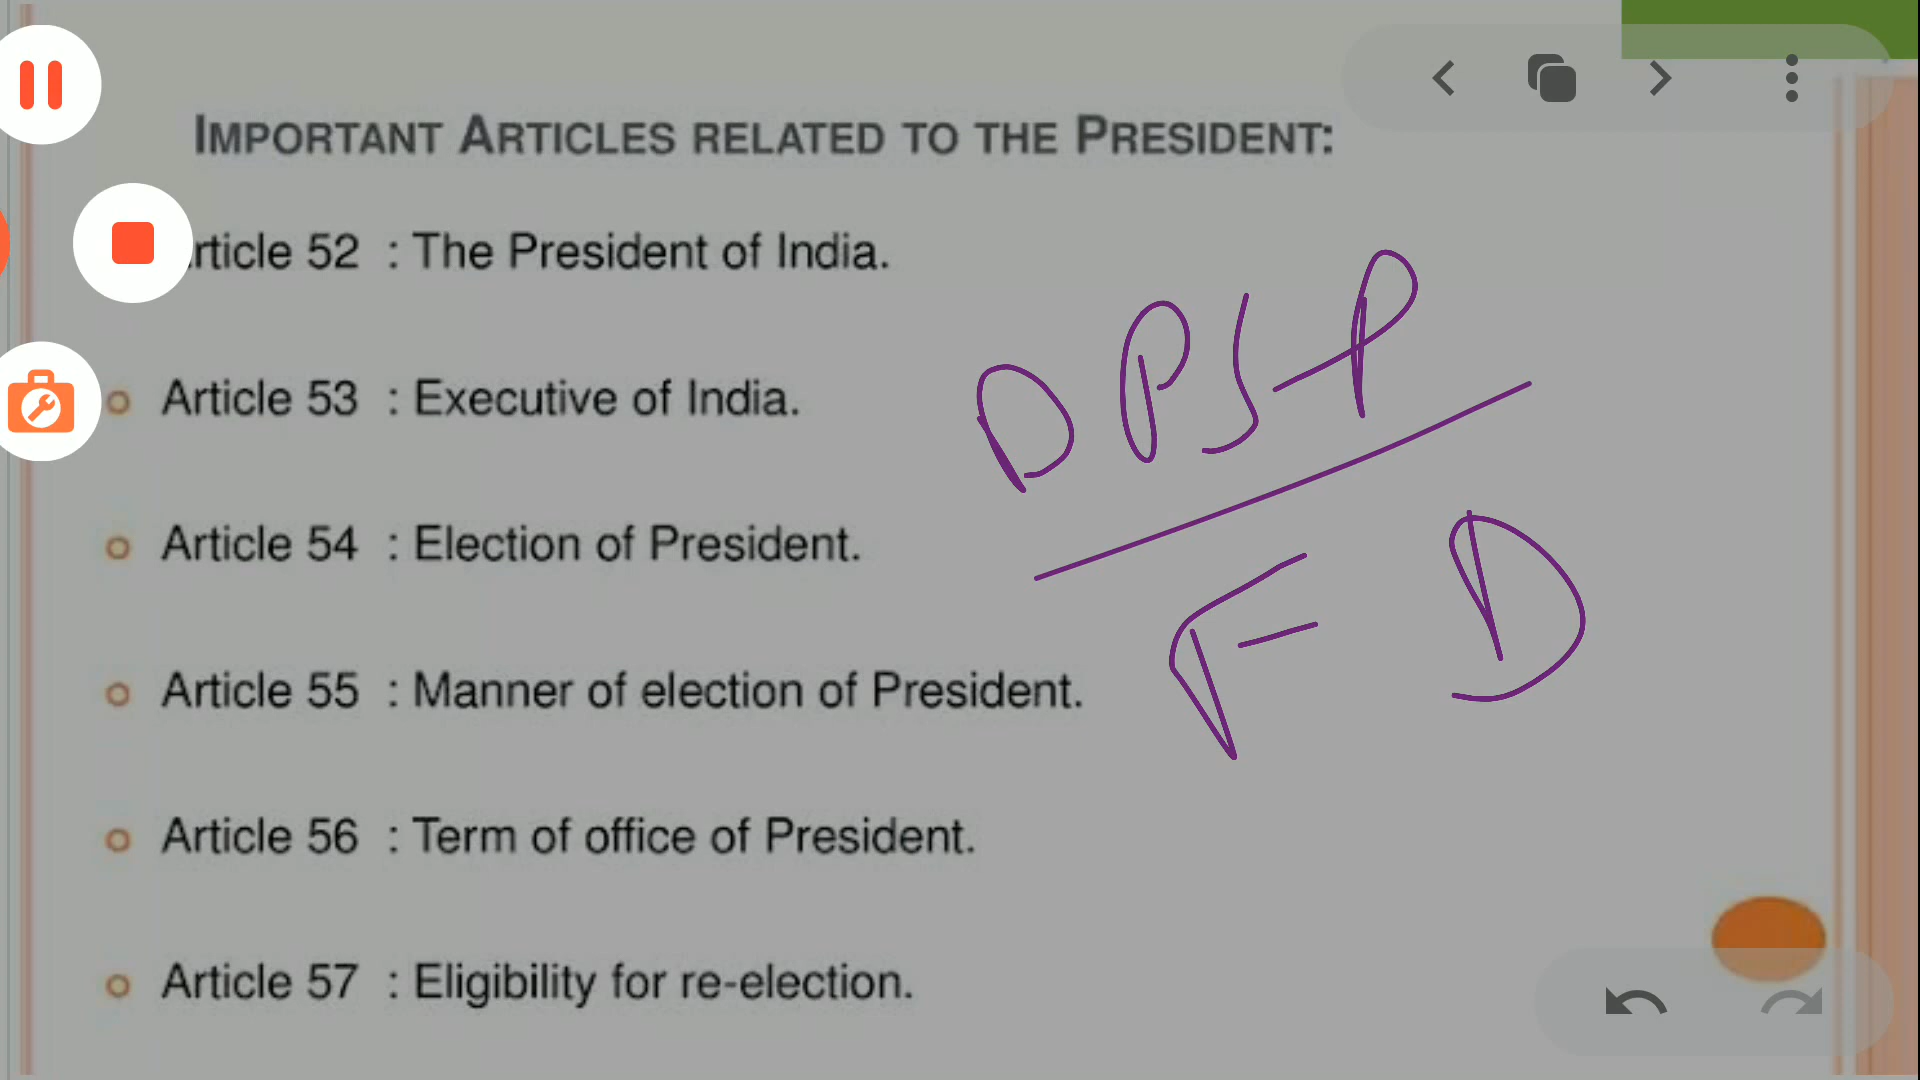 IMPORTANT ARTICLES RELATED TO THE PRESIDENT:
rticle 52 : The President of India.
Article 53 : Executive of India.
Article 54 : Election of President.
Article 55 : Manner of election of President.
Article 56 : Term of office of President.
Article 57 : Eligibility for re-election.
DPSP
F D